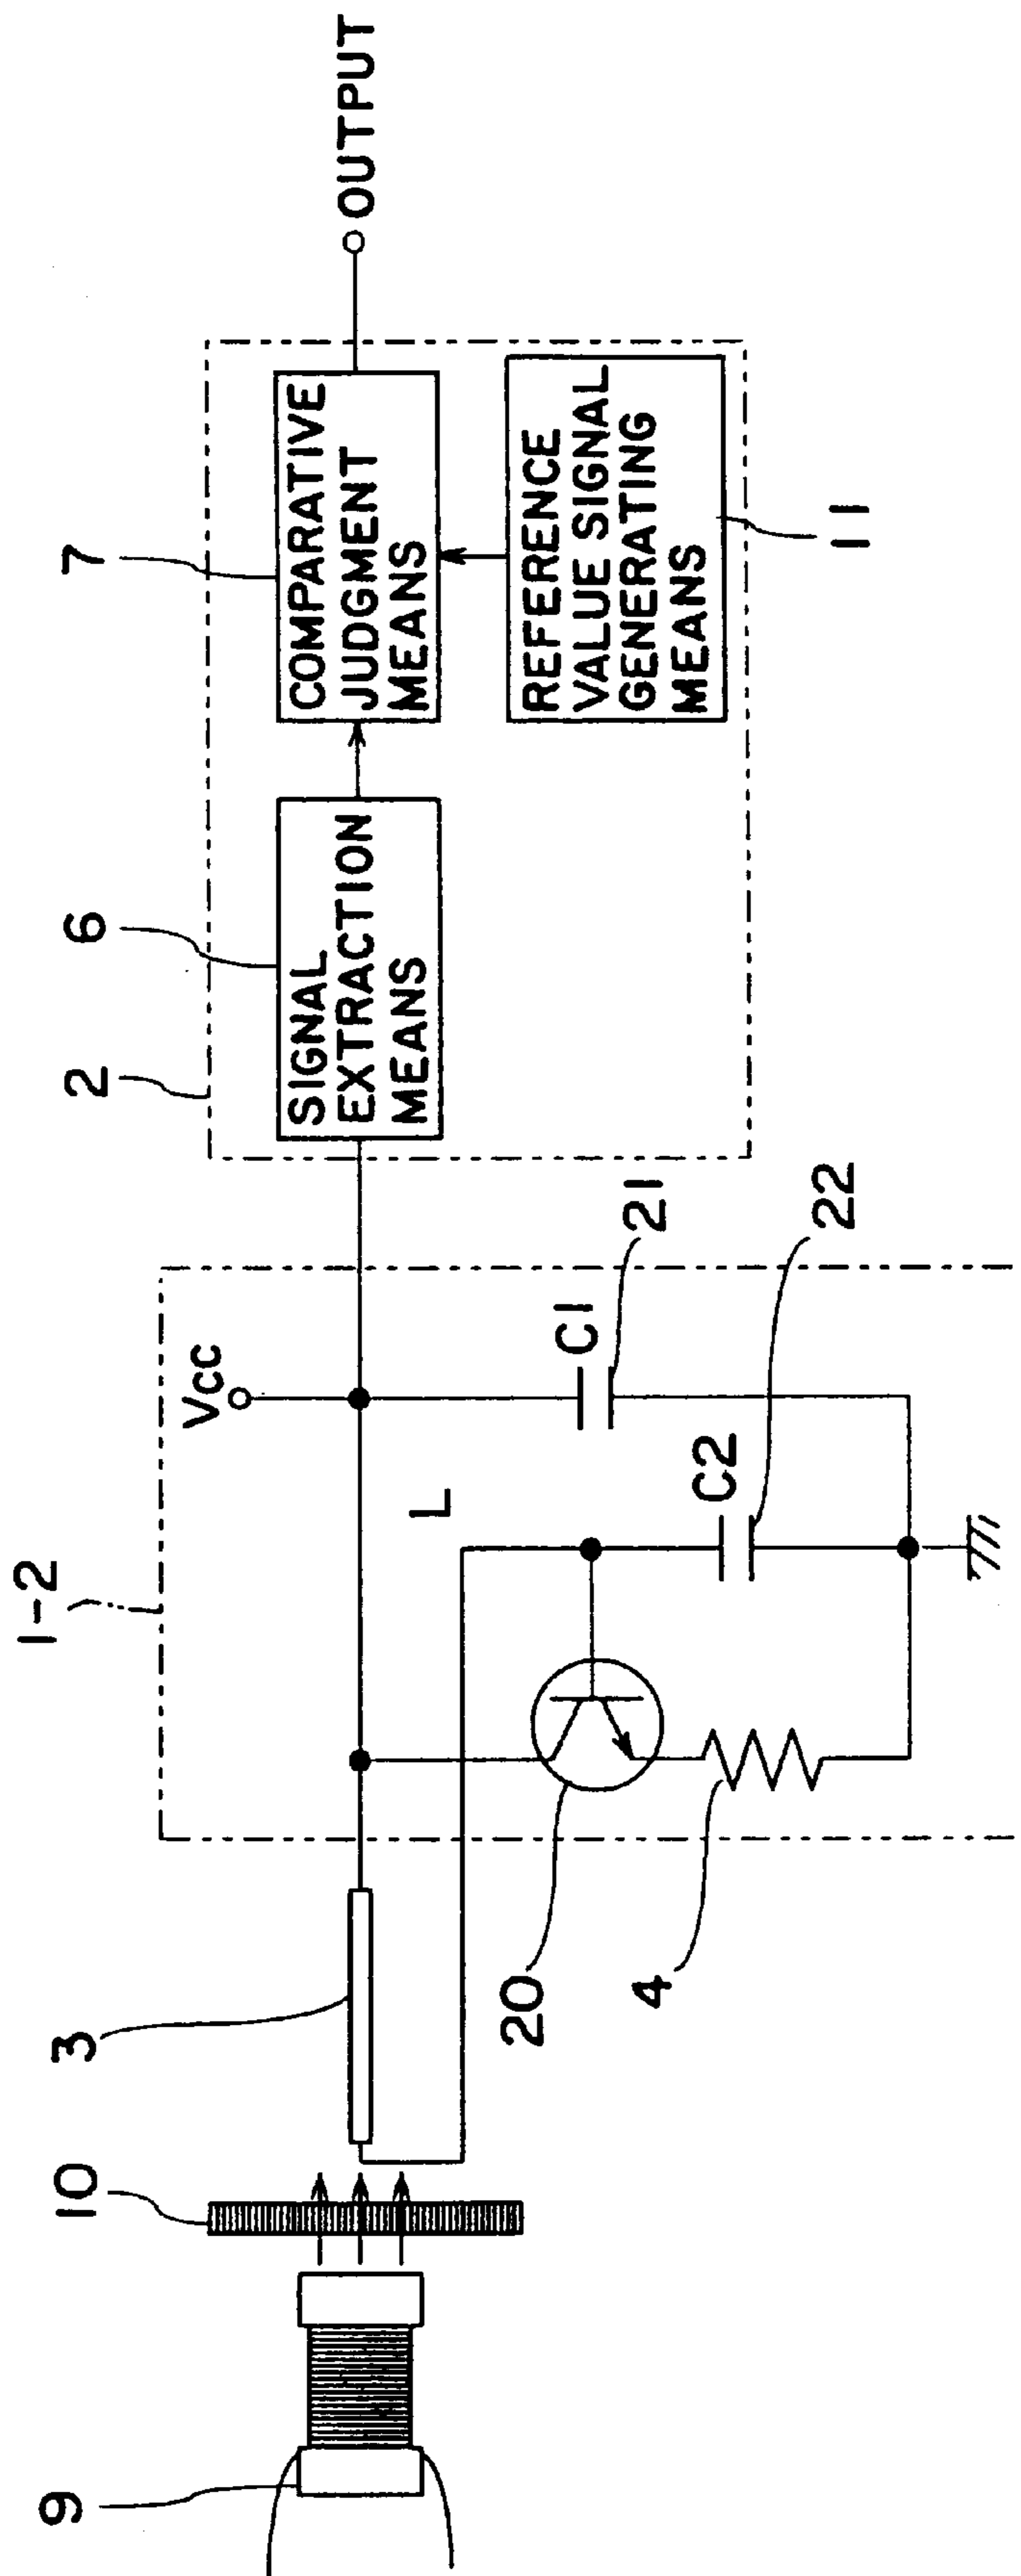 9
10
3
1-2
Vcc
L
C1
21
C2
22
20
4
2
6
SIGNAL
EXTRACTION
MEANS
7
COMPARATIVE
JUDGMENT
MEANS
REFERENCE
VALUE SIGNAL
GENERATING
MEANS
11
OUTPUT